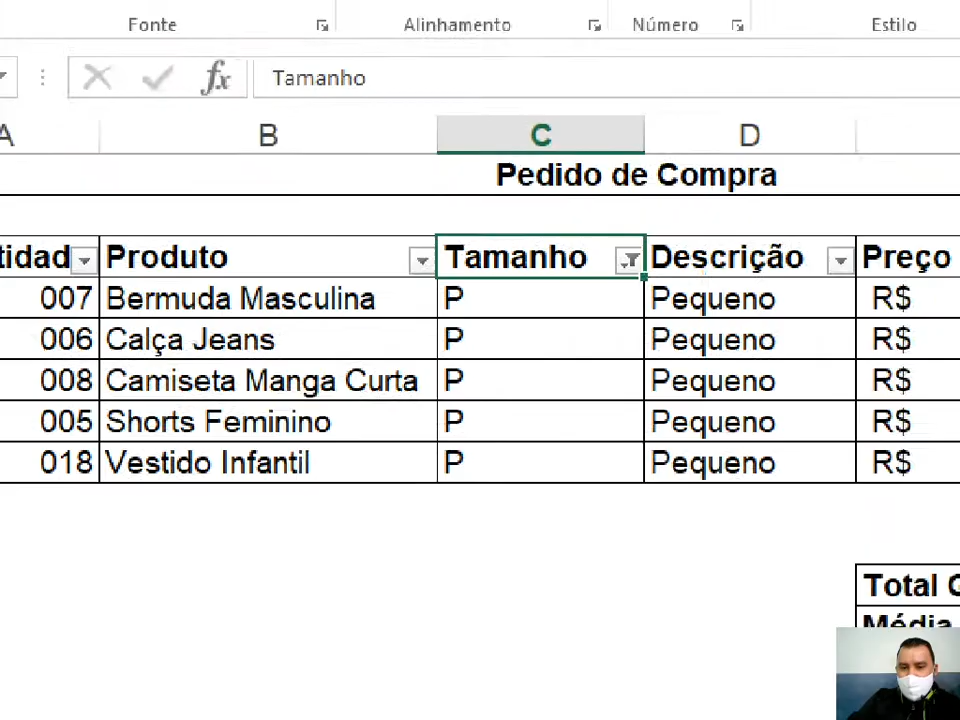 Fonte Alinhamento Número Estilo
fx Tamanho
A B C D
Pedido de Compra
tidad Produto Tamanho Descrição Preço
007 Bermuda Masculina P Pequeno R$
006 Calça Jeans P Pequeno R$
008 Camiseta Manga Curta P Pequeno R$
005 Shorts Feminino P Pequeno R$
018 Vestido Infantil P Pequeno R$
Total
Média